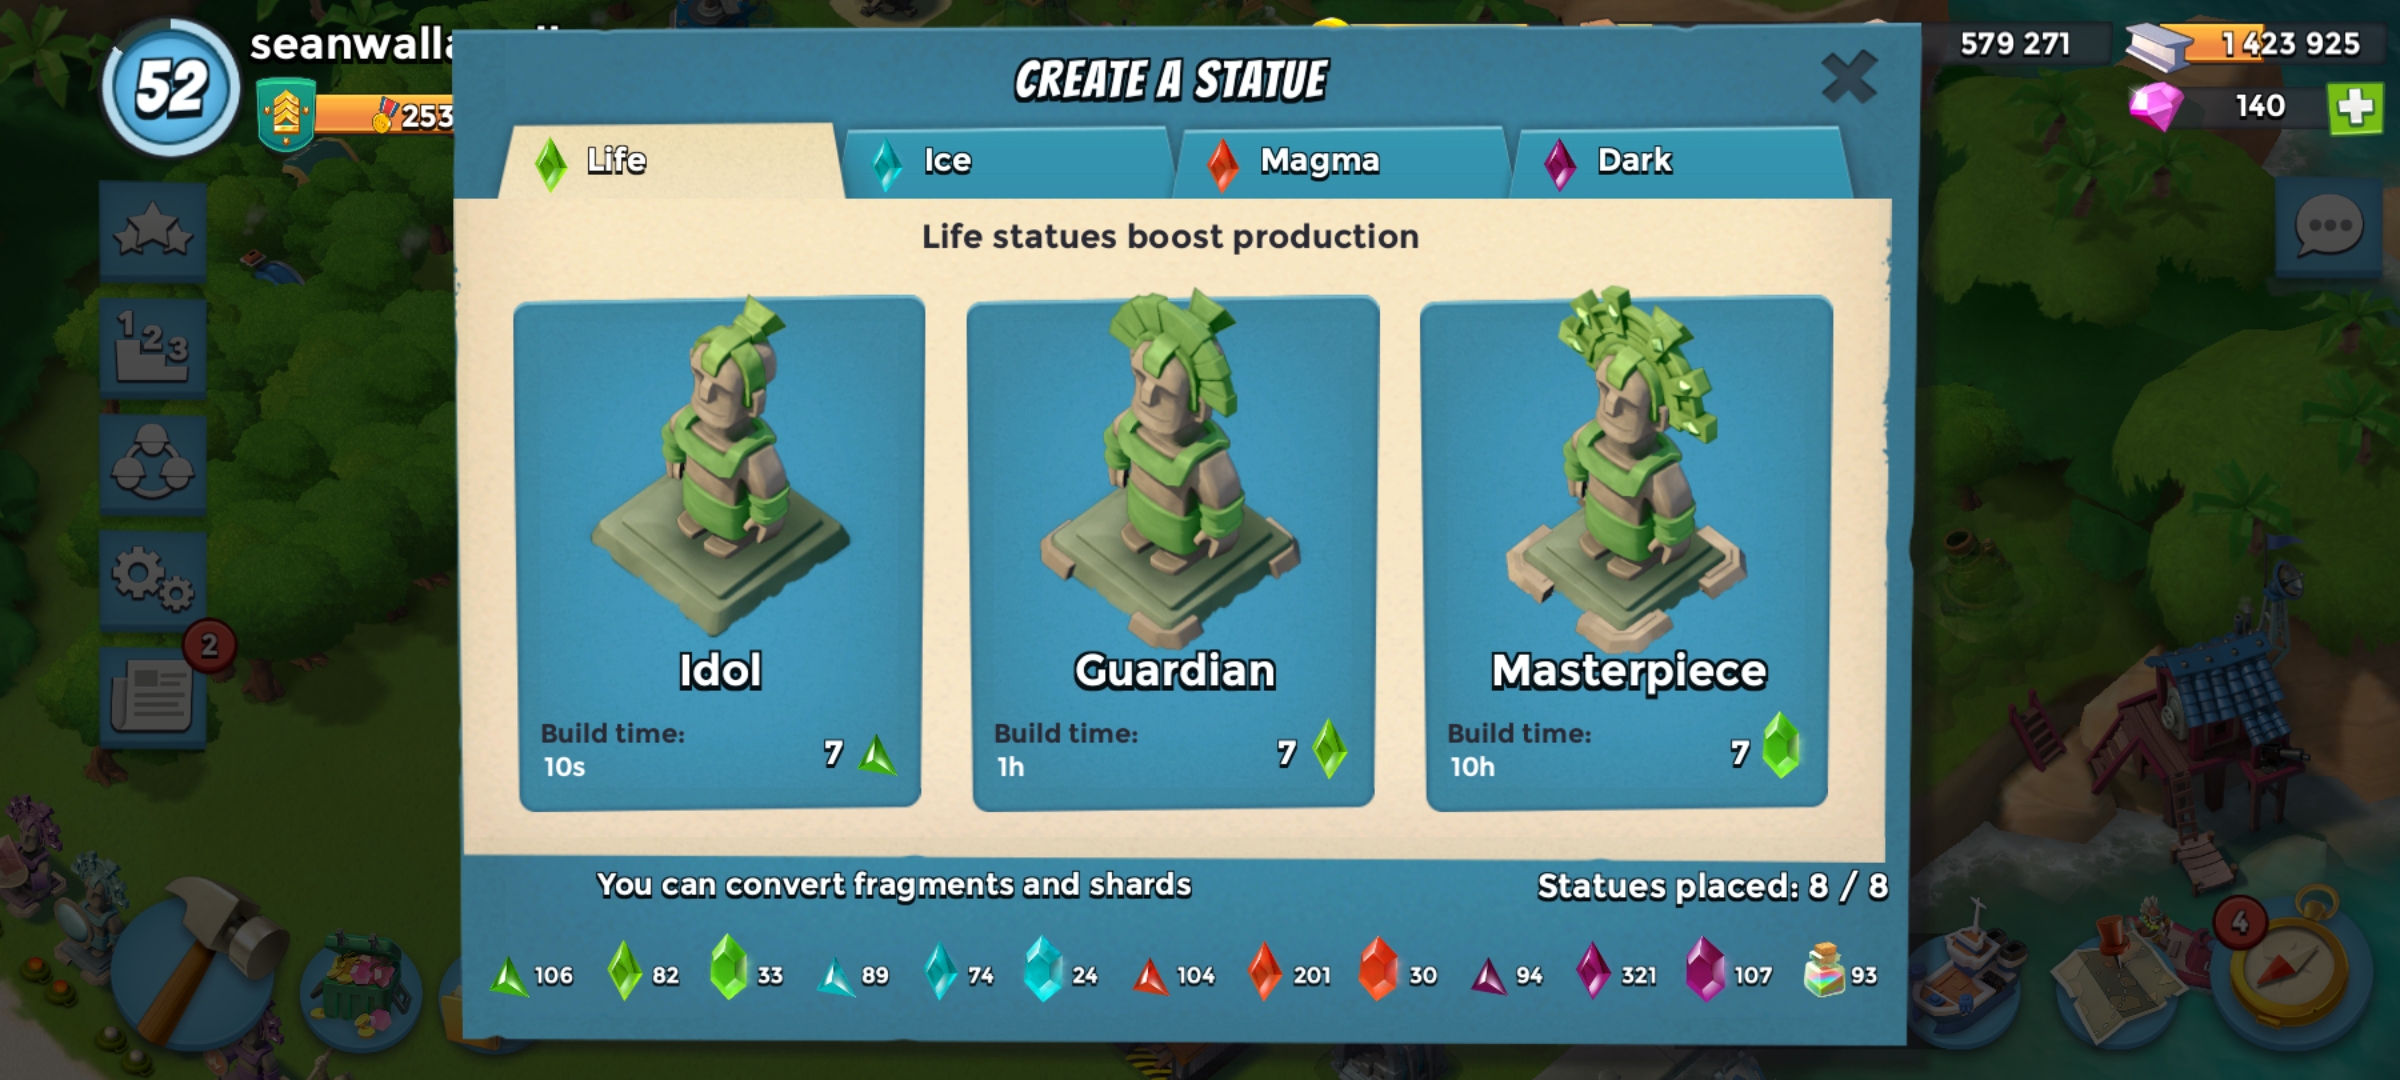 52
253
579 271
1 423 925
140
CREATE A STATUE
Life
Ice
Magma
Dark
Life statues boost production
1 2 3
2
Idol
Build time:
10s
7
Guardian
Build time:
1h
7
Masterpiece
Build time:
10h
7
You can convert fragments and shards
Statues placed: 8 / 8
106
82
33
89
74
24
104
201
30
94
321
107
93
4